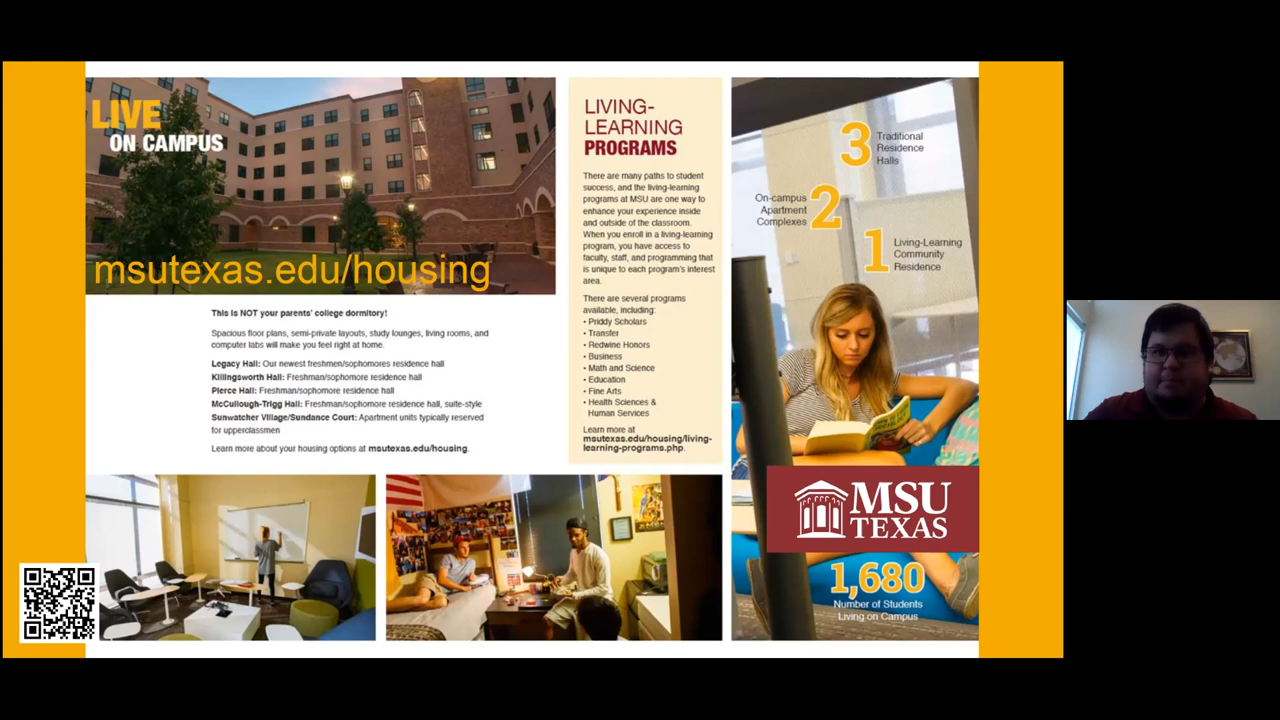 LIVE
ON CAMPUS
msutexas.edu/housing
This is NOT your parents' college dormitory!
Spacious floor plans, semi-private layouts, study lounges, living rooms, and
computer labs will make you feel right at home.
Legacy Hall: Our newest freshmen/sophomores residence hall
Killingsworth Hall: Freshman/sophomore residence hall
Pierce Hall: Freshman/sophomore residence hall
McCullough-Trigg Hall: Freshman/sophomore residence hall, suite-style
Sunwatcher Village/Sundance Court: Apartment units typically reserved
for upperclassmen
Learn more about your housing options at msutexas.edu/housing.
LIVING-
LEARNING
PROGRAMS
There are many paths to student
success, and the living-learning
programs at MSU are one way to
enhance your experience inside
and outside of the classroom.
When you enroll in a living-learning
program, you have access to
faculty, staff, and programming that
is unique to each program's interest
area.
There are several programs
available, including:
• Priddy Scholars
• Transfer
• Redwine Honors
• Business
• Math and Science
• Education
• Fine Arts
• Health Sciences &
Human Services
Learn more at
msutexas.edu/housing/living-
learning-programs.php.
3 Traditional
Residence
Halls
On-campus
Apartment
Complexes 2
1 Living-Learning
Community
Residence
MSU
TEXAS
1,680
Number of Students
Living on Campus